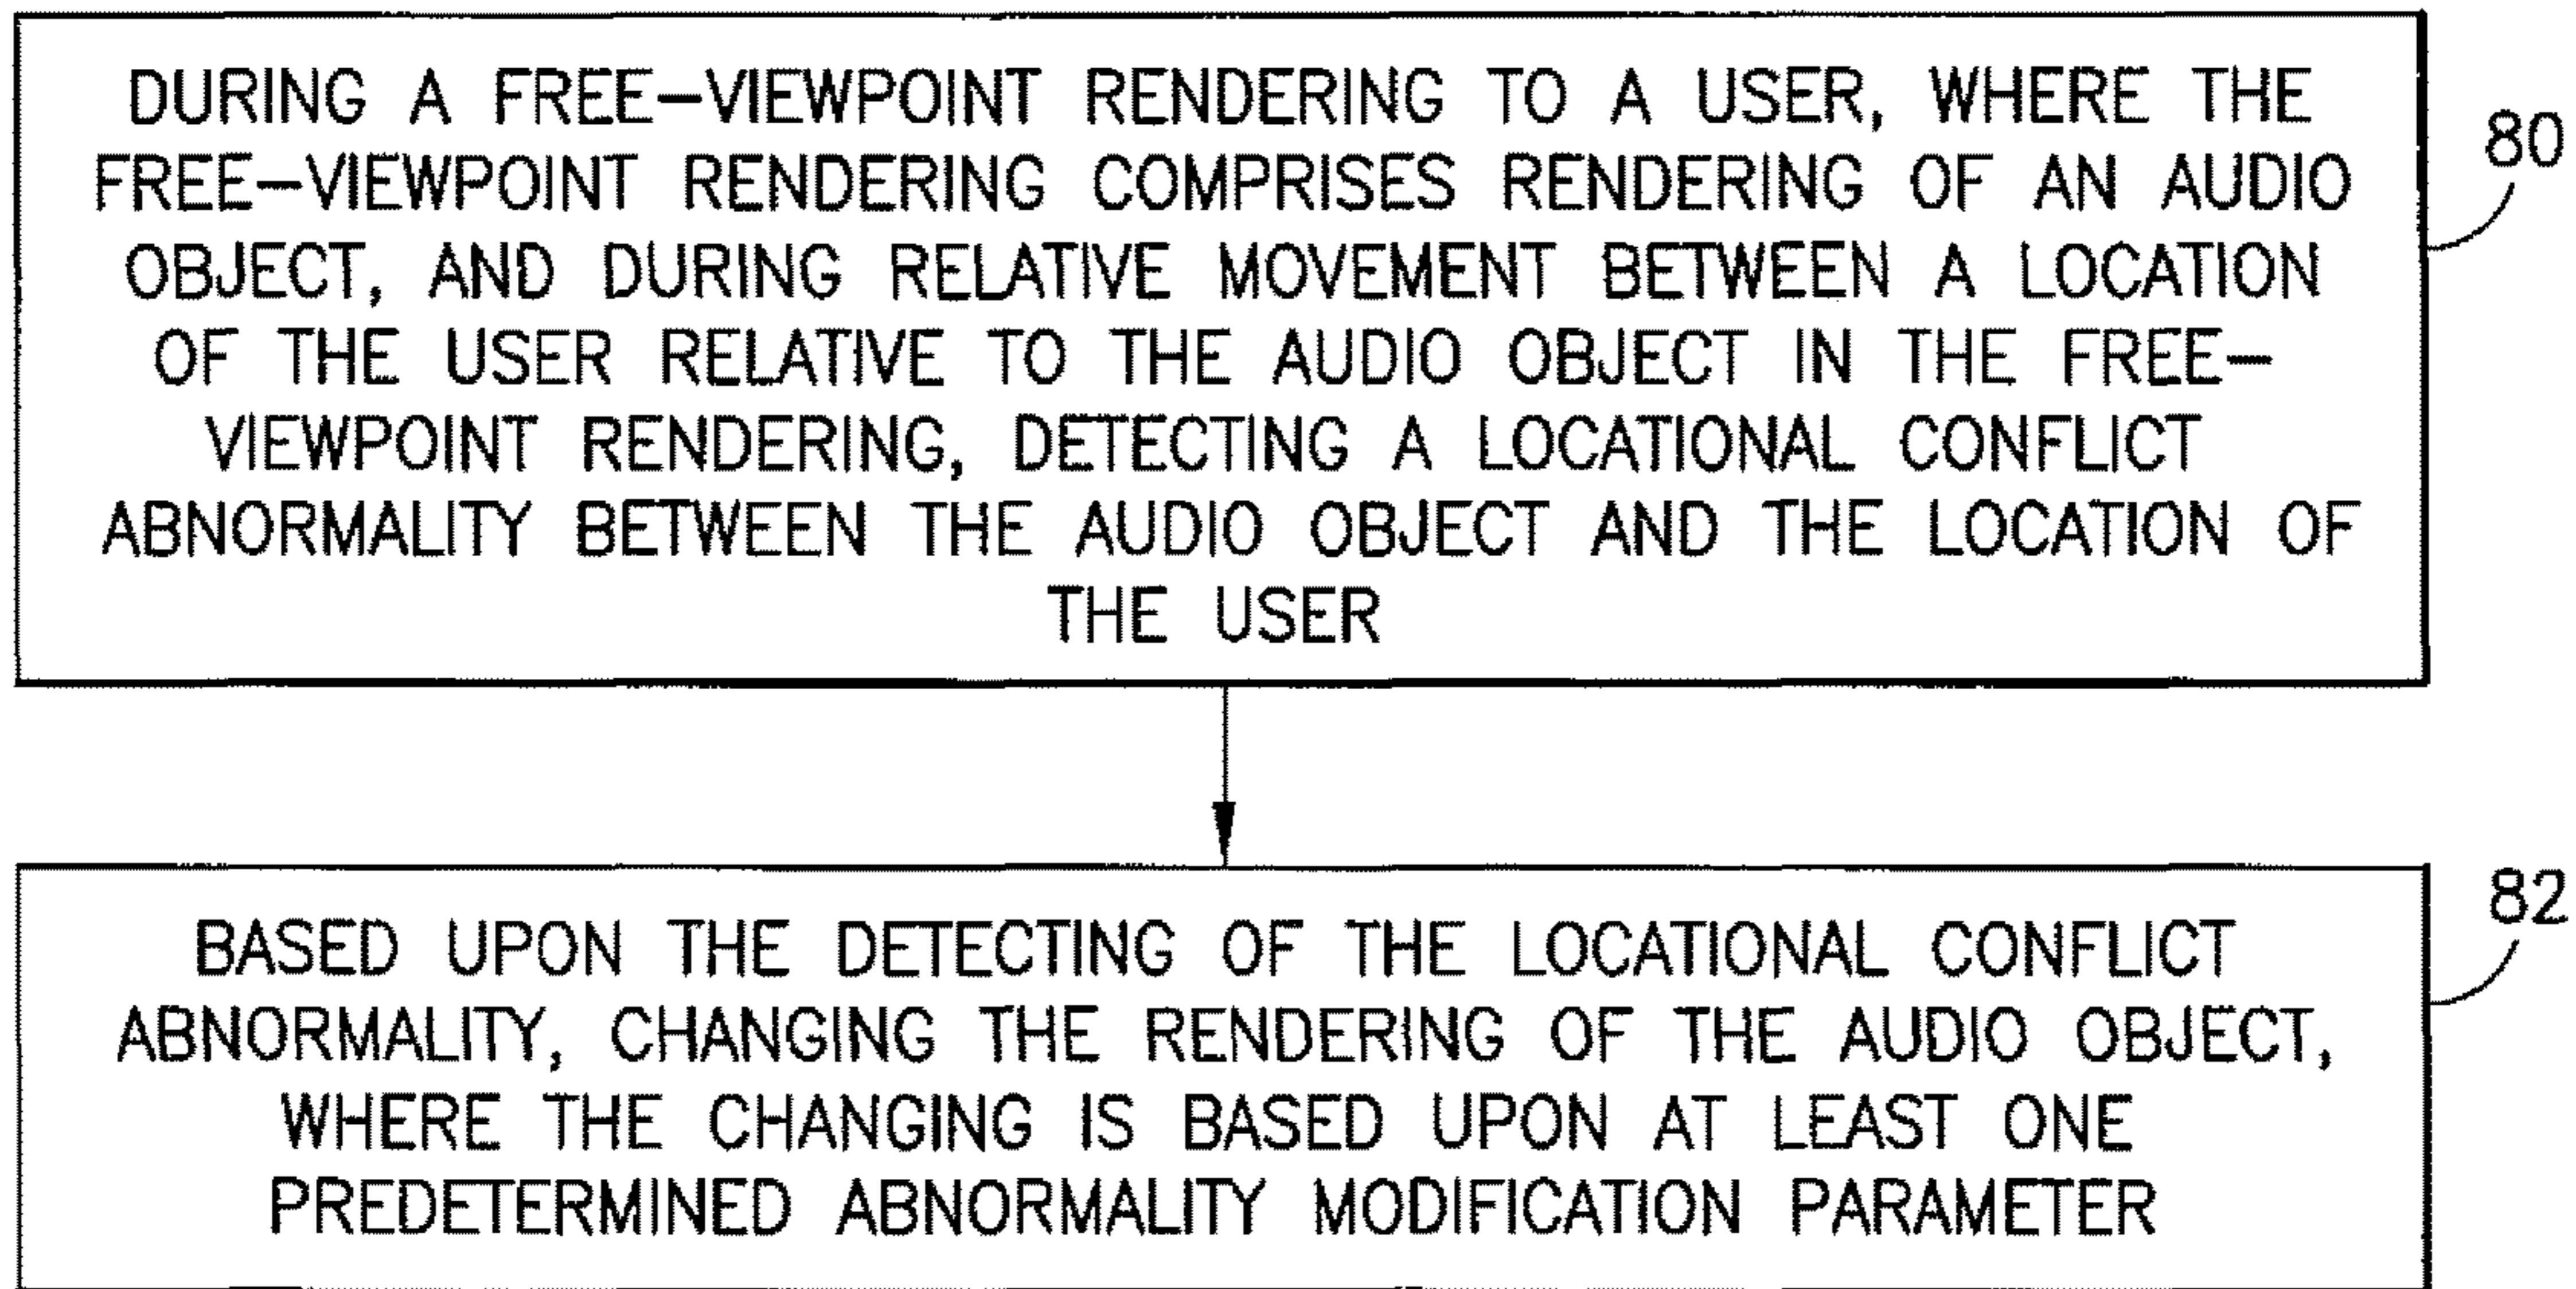 DURING A FREE-VIEWPOINT RENDERING TO A USER, WHERE THE
FREE-VIEWPOINT RENDERING COMPRISES RENDERING OF AN AUDIO
OBJECT, AND DURING RELATIVE MOVEMENT BETWEEN A LOCATION
OF THE USER RELATIVE TO THE AUDIO OBJECT IN THE FREE-
VIEWPOINT RENDERING, DETECTING A LOCATIONAL CONFLICT
ABNORMALITY BETWEEN THE AUDIO OBJECT AND THE LOCATION OF
THE USER
80
BASED UPON THE DETECTING OF THE LOCATIONAL CONFLICT
ABNORMALITY, CHANGING THE RENDERING OF THE AUDIO OBJECT,
WHERE THE CHANGING IS BASED UPON AT LEAST ONE
PREDETERMINED ABNORMALITY MODIFICATION PARAMETER
82